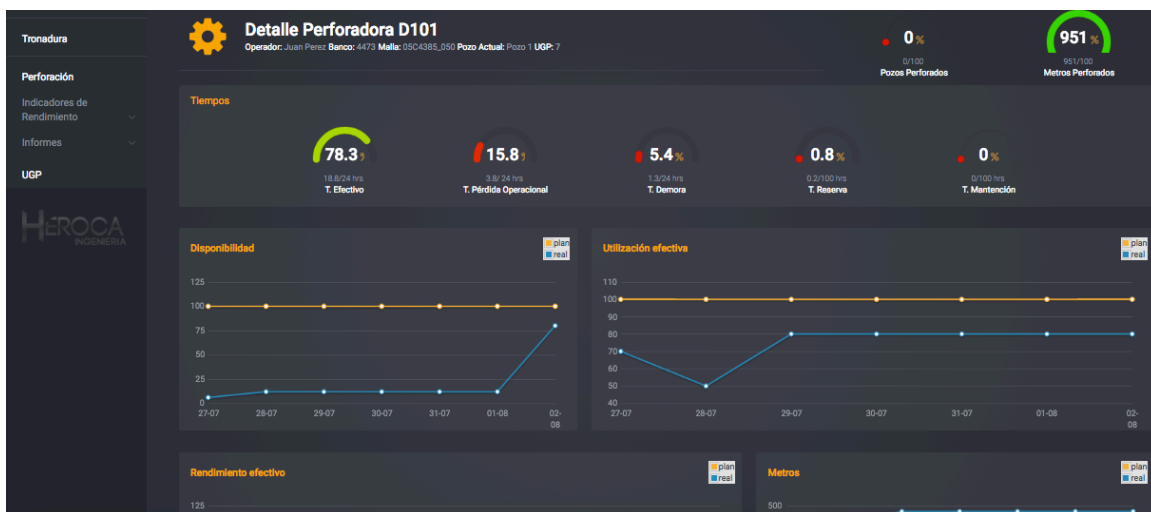 Tronadura
Perforación
Indicadores de
Rendimiento
Informes
UGP
HEROCA
INGENIERIA
Detalle Perforadora D101
Operador: Juan Perez Banco: 4473 Malla: 05C4385_050 Pozo Actual: Pozo 1 UGP: 7
0 %
0/100
Pozos Perforados
951 %
951/100
Metros Perforados
Tiempos
78.3
18.8/24 hrs
T. Efectivo
15.8
3.8/ 24 hrs
T. Pérdida Operacional
5.4 %
1.3/24 hrs
T. Demora
0.8 %
0.2/100 hrs
T. Reserva
0 %
0/100 hrs
T. Mantención
Disponibilidad
plan
real
125
100
75
50
25
0
27-07 28-07 29-07 30-07 31-07 01-08 02-
08
Utilización efectiva
plan
real
110
100
90
80
70
60
50
40
27-07 28-07 29-07 30-07 31-07 01-08 02-
08
Rendimiento efectivo
plan
real
125
Metros
plan
real
500